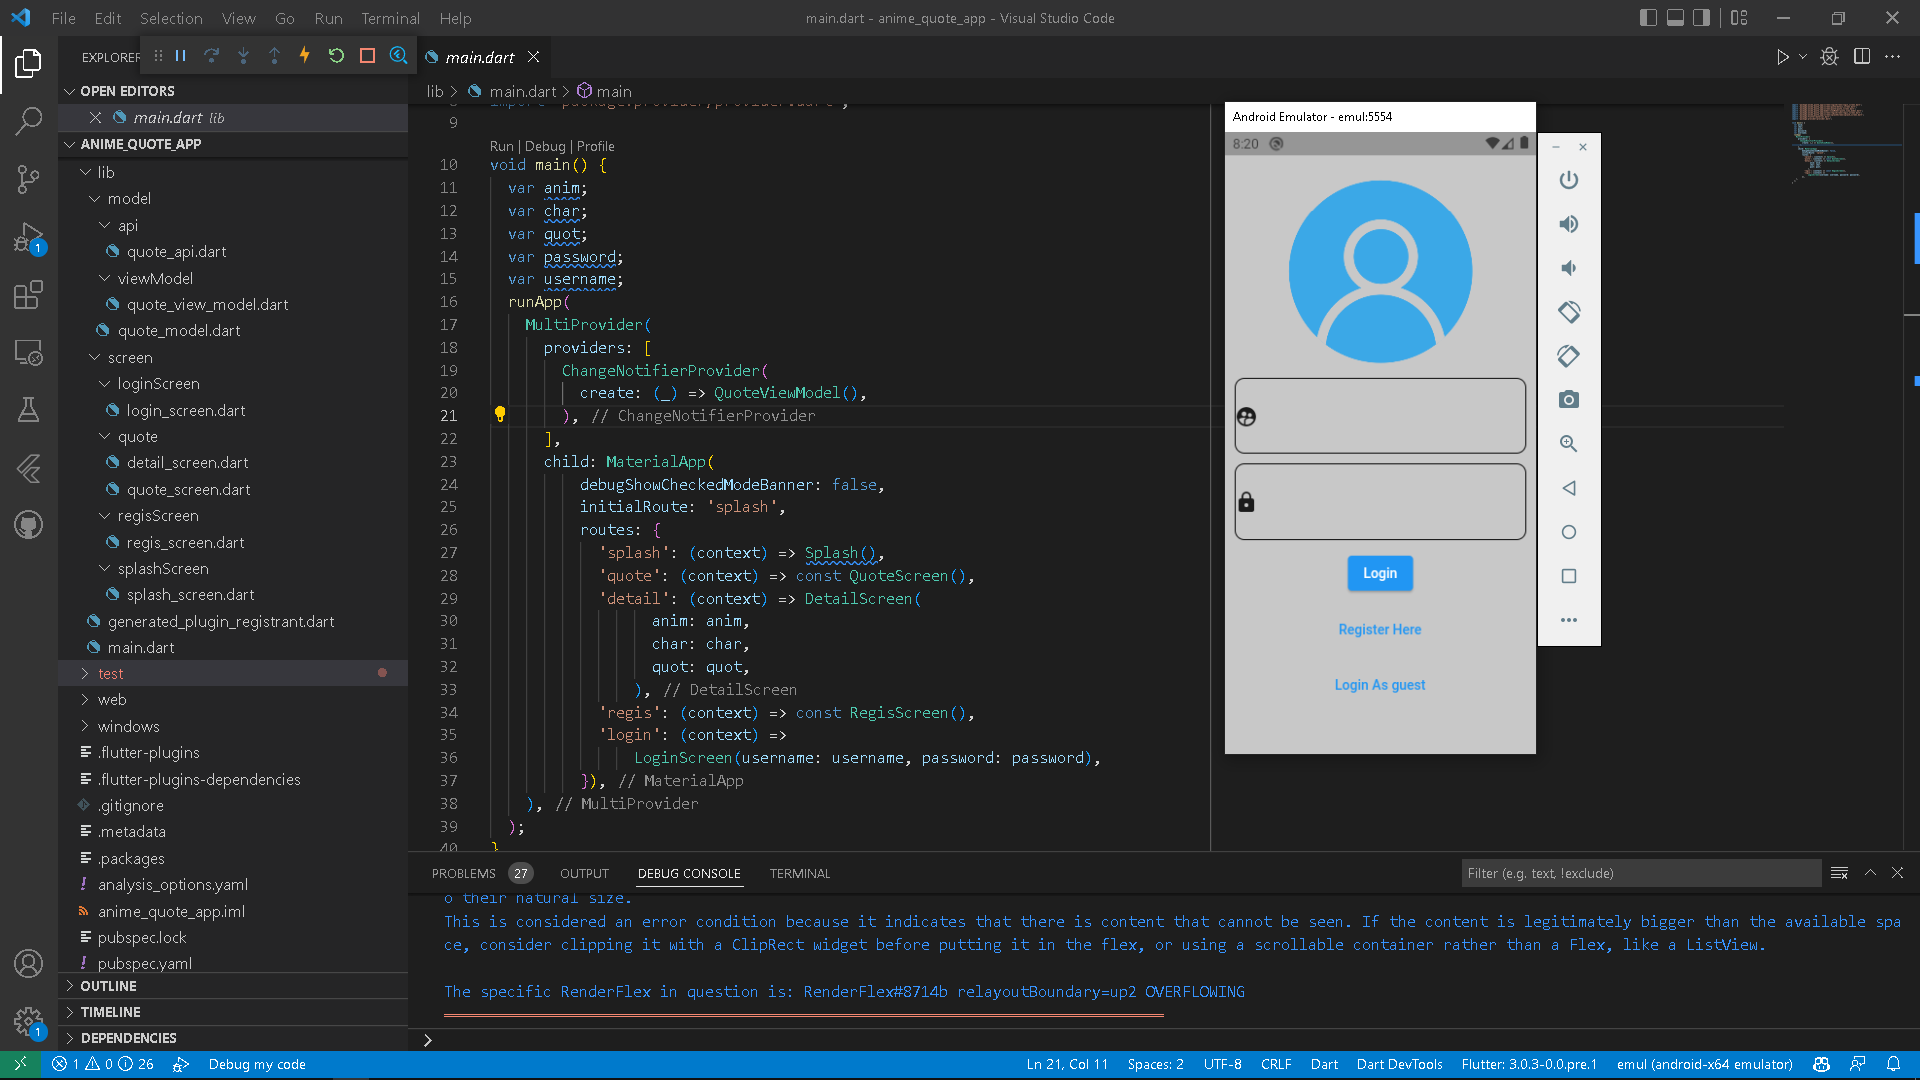 File Edit Selection View Go Run Terminal Help
main.dart - anime_quote_app - Visual Studio Code
EXPLORER
OPEN EDITORS
main.dart lib
ANIME_QUOTE_APP
lib
model
api
quote_api.dart
viewModel
quote_view_model.dart
quote_model.dart
screen
loginScreen
login_screen.dart
quote
detail_screen.dart
quote_screen.dart
regisScreen
regis_screen.dart
splashScreen
splash_screen.dart
generated_plugin_registrant.dart
main.dart
test
web
windows
.flutter-plugins
.flutter-plugins-dependencies
.gitignore
.metadata
.packages
analysis_options.yaml
anime_quote_app.iml
pubspec.lock
pubspec.yaml
OUTLINE
TIMELINE
DEPENDENCIES
1
1
main.dart
lib > main.dart > main
8 import 'package:provider/provider.dart';
9
Run | Debug | Profile
10 void main() {
11 var anim;
12 var char;
13 var quot;
14 var password;
15 var username;
16 runApp(
17 MultiProvider(
18 providers: [
19 ChangeNotifierProvider(
20 create: (_) => QuoteViewModel(),
21 ), // ChangeNotifierProvider
22 ],
23 child: MaterialApp(
24 debugShowCheckedModeBanner: false,
25 initialRoute: 'splash',
26 routes: {
27 'splash': (context) => Splash(),
28 'quote': (context) => const QuoteScreen(),
29 'detail': (context) => DetailScreen(
30 anim: anim,
31 char: char,
32 quot: quot,
33 ), // DetailScreen
34 'regis': (context) => const RegisScreen(),
35 'login': (context) =>
36 LoginScreen(username: username, password: password),
37 }), // MaterialApp
38 ), // MultiProvider
39 );
40 }
Android Emulator - emul:5554
8:20
Login
Register Here
Login As guest
PROBLEMS 27 OUTPUT DEBUG CONSOLE TERMINAL
Filter (e.g. text, !exclude)
o their natural size.
This is considered an error condition because it indicates that there is content that cannot be seen. If the content is legitimately bigger than the available spa
ce, consider clipping it with a ClipRect widget before putting it in the flex, or using a scrollable container rather than a Flex, like a ListView.
The specific RenderFlex in question is: RenderFlex#8714b relayoutBoundary=up2 OVERFLOWING
1 0 26 Debug my code
Ln 21, Col 11 Spaces: 2 UTF-8 CRLF Dart Dart DevTools Flutter: 3.0.3-0.0.pre.1 emul (android-x64 emulator)